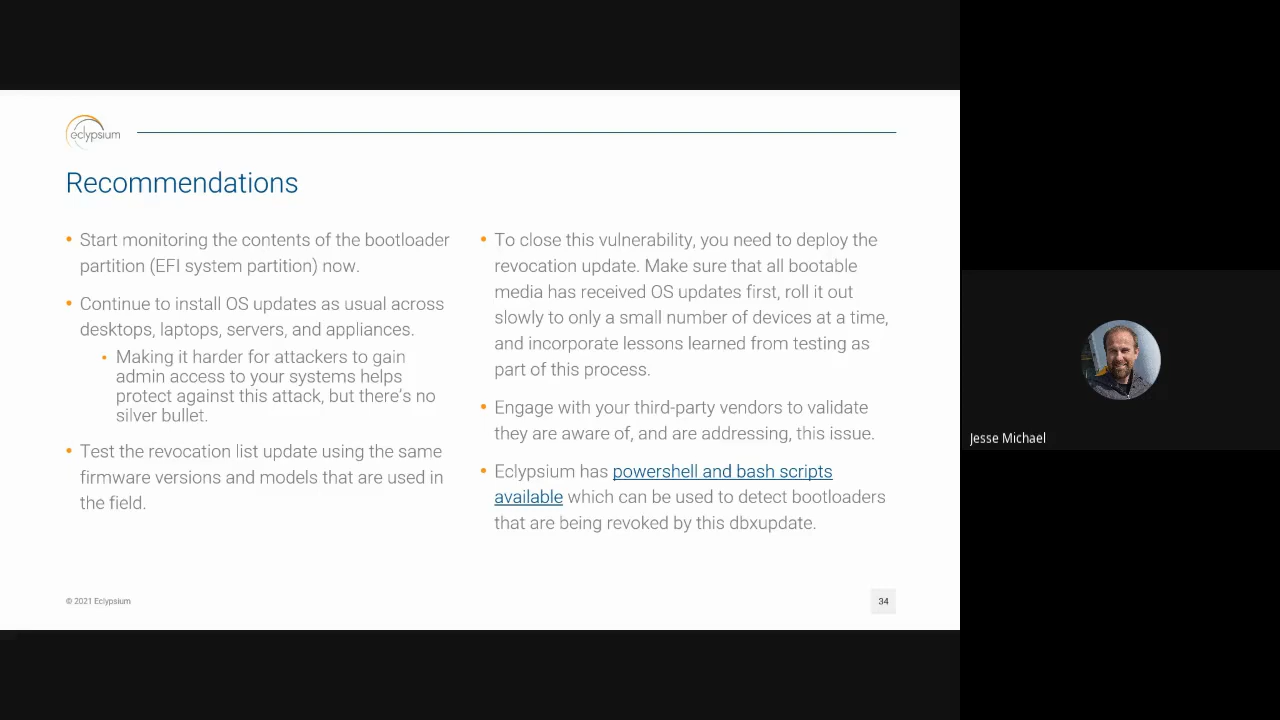 eclypsium
Recommendations
• Start monitoring the contents of the bootloader
partition (EFI system partition) now.
• Continue to install OS updates as usual across
desktops, laptops, servers, and appliances.
• Making it harder for attackers to gain
admin access to your systems helps
protect against this attack, but there's no
silver bullet.
• Test the revocation list update using the same
firmware versions and models that are used in
the field.
• To close this vulnerability, you need to deploy the
revocation update. Make sure that all bootable
media has received OS updates first, roll it out
slowly to only a small number of devices at a time,
and incorporate lessons learned from testing as
part of this process.
• Engage with your third-party vendors to validate
they are aware of, and are addressing, this issue.
• Eclypsium has powershell and bash scripts
available which can be used to detect bootloaders
that are being revoked by this dbxupdate.
© 2021 Eclypsium
34
Jesse Michael